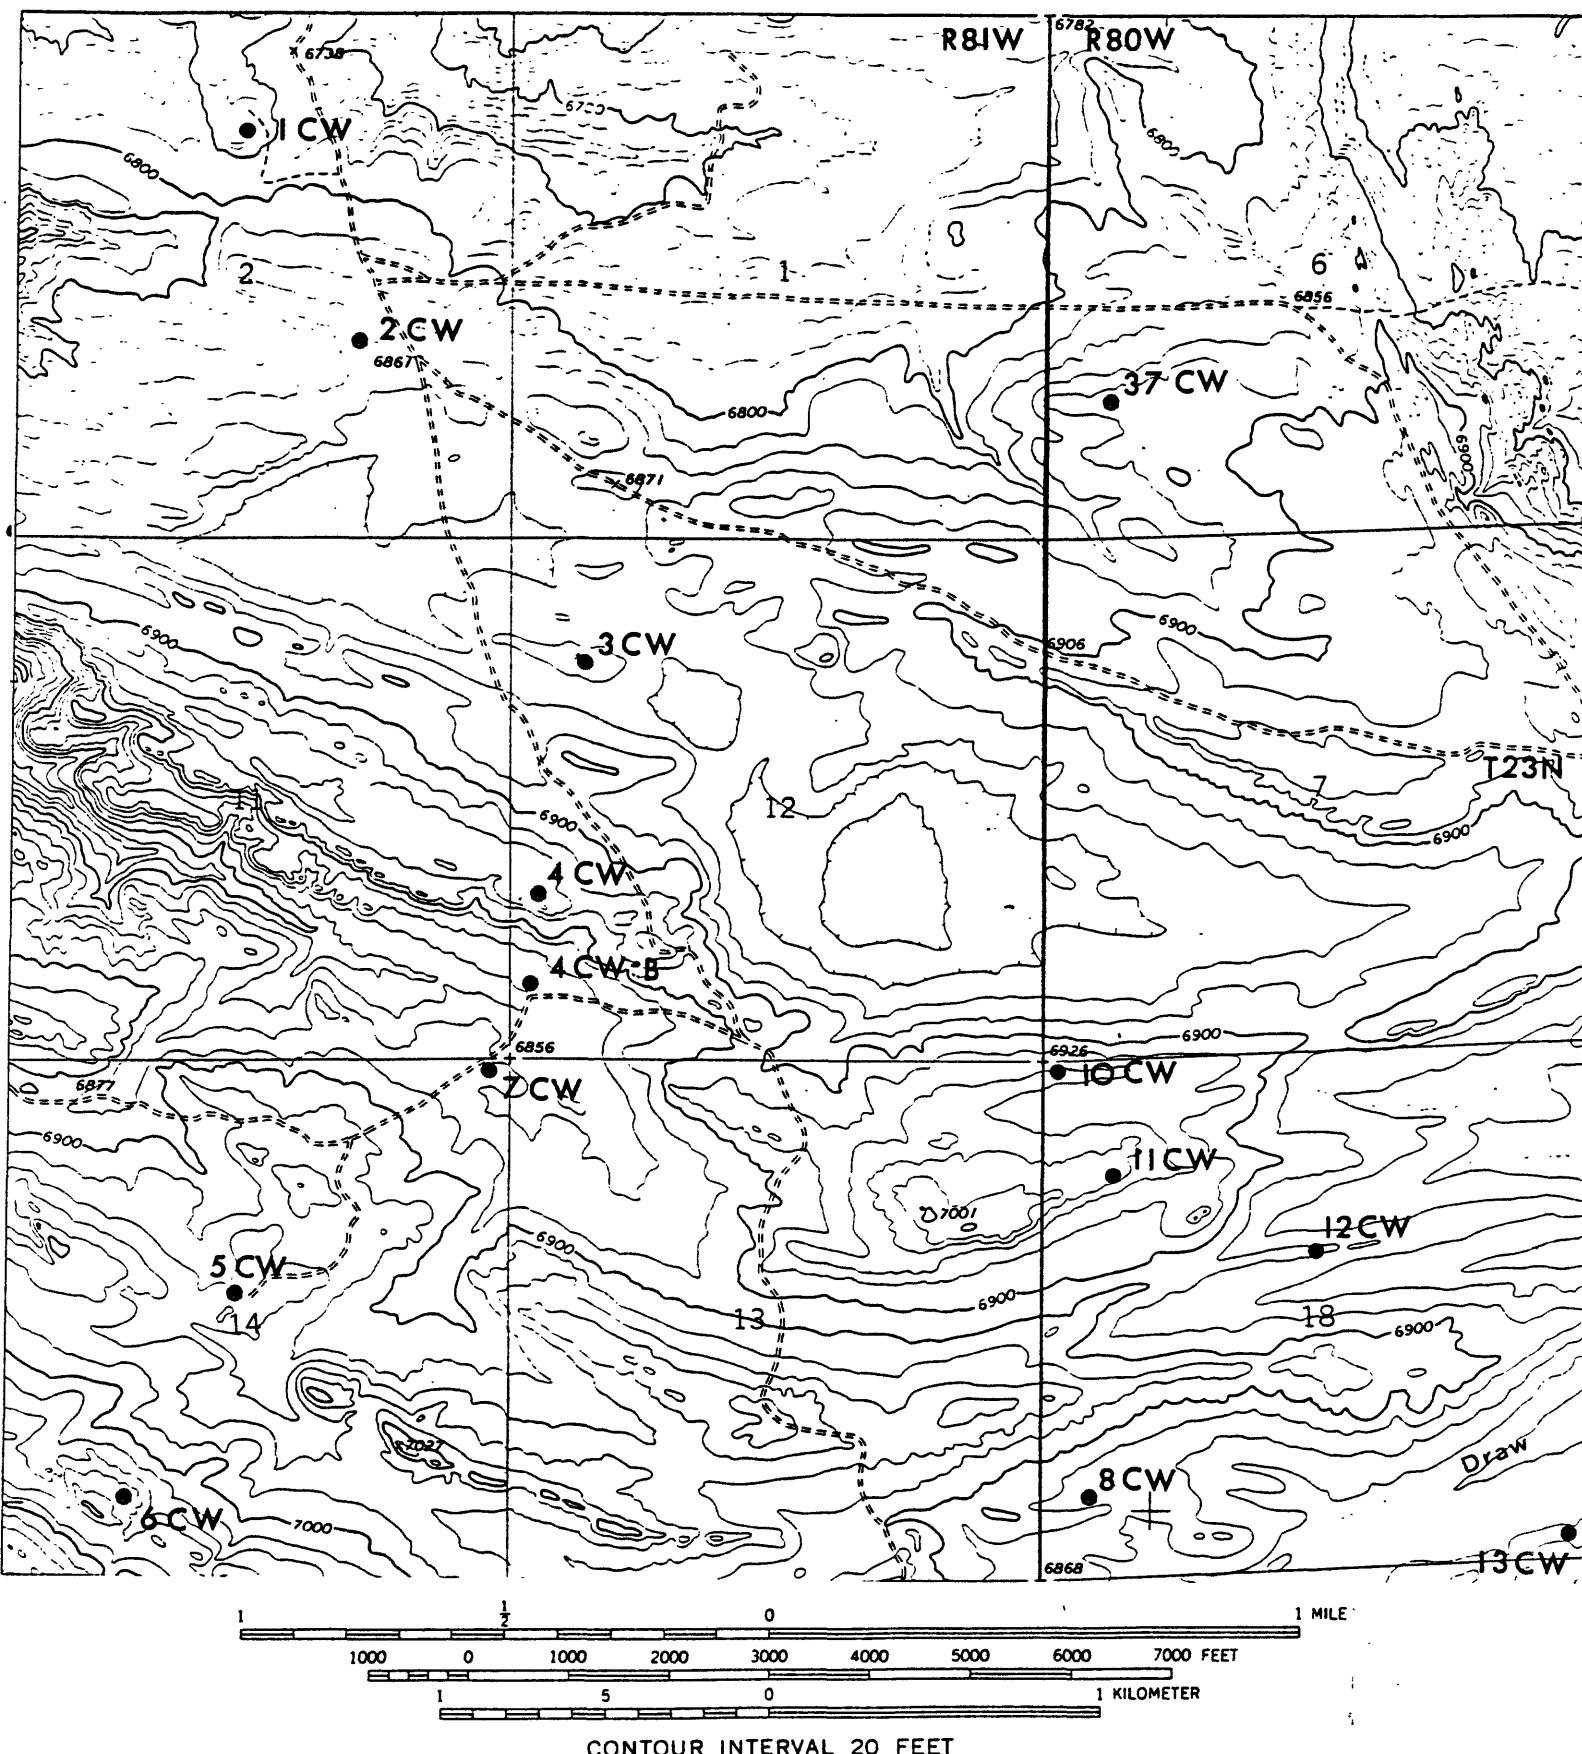 6782
R81W R80W
6738
6700
1 CW
6800
6800
2
1
6
6856
2 CW
6867
37 CW
6800
6871
6900
6900
3 CW
6900
6906
T23N
11
12
7
6900
6900
4 CW
4 CW-B
6900
6856
6926
6877
7 CW
10 CW
6900
11 CW
7001
12 CW
6900
5 CW
6900
14
13
18
6900
7027
Draw
8 CW
6 CW
7000
13 CW
6868
1 1/2 0 1 MILE
1000 0 1000 2000 3000 4000 5000 6000 7000 FEET
1 5 0 1 KILOMETER
CONTOUR INTERVAL 20 FEET